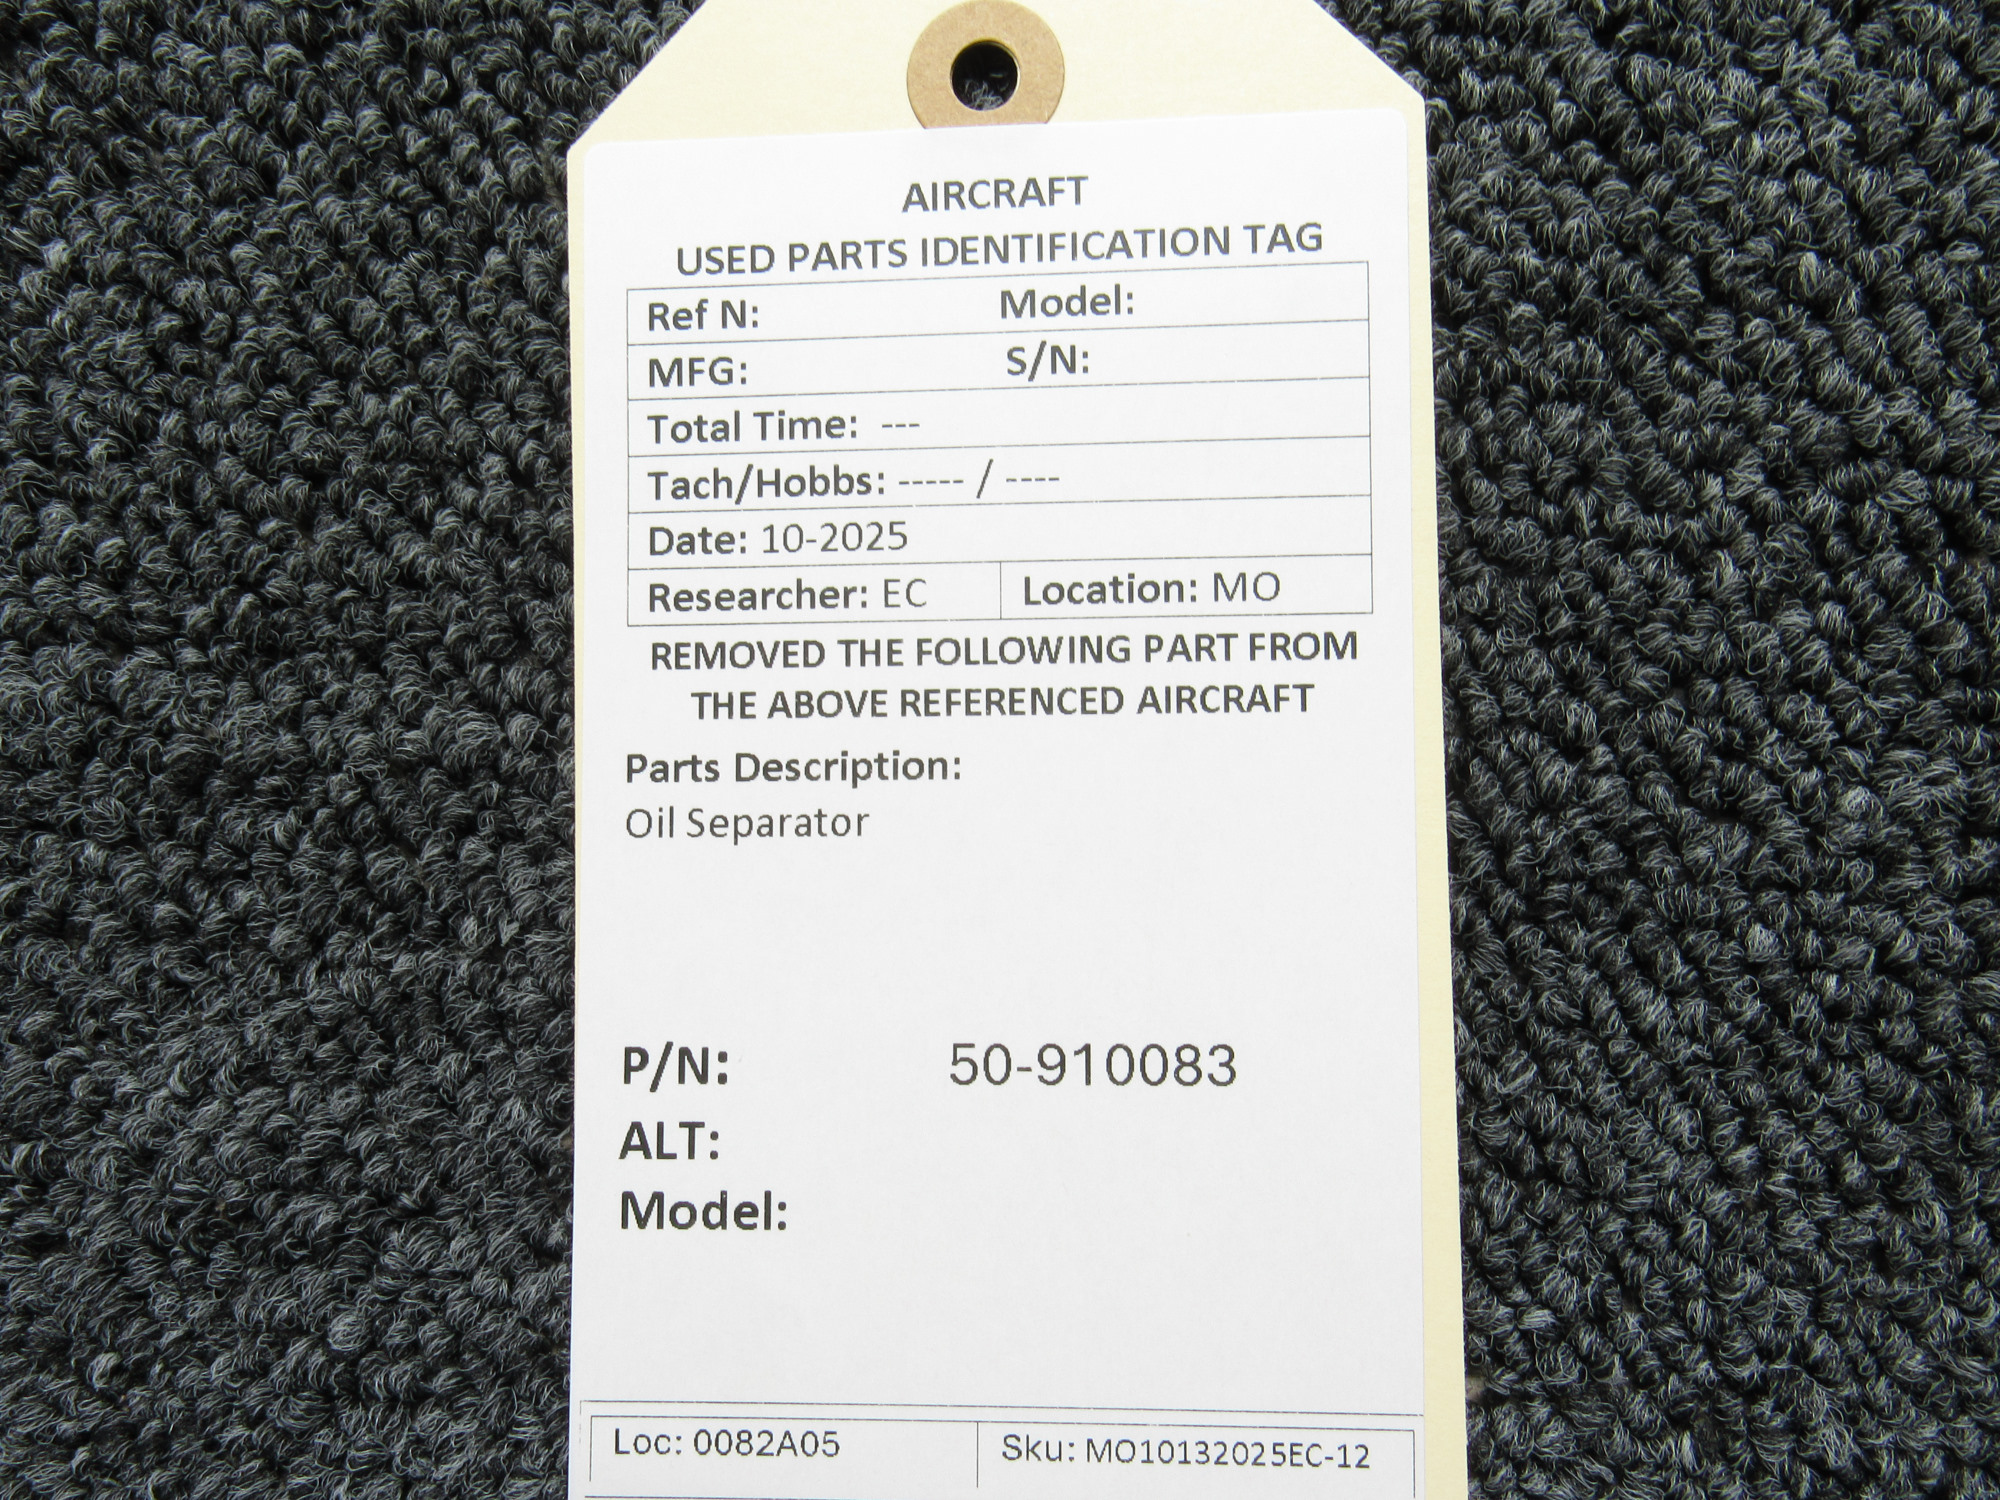 AIRCRAFT
USED PARTS IDENTIFICATION TAG
Ref N: Model:
MFG: S/N:
Total Time: ---
Tach/Hobbs: ----- / ----
Date: 10-2025
Researcher: EC Location: MO
REMOVED THE FOLLOWING PART FROM
THE ABOVE REFERENCED AIRCRAFT
Parts Description:
Oil Separator
P/N: 50-910083
ALT:
Model:
Loc: 0082A05 Sku: MO10132025EC-12